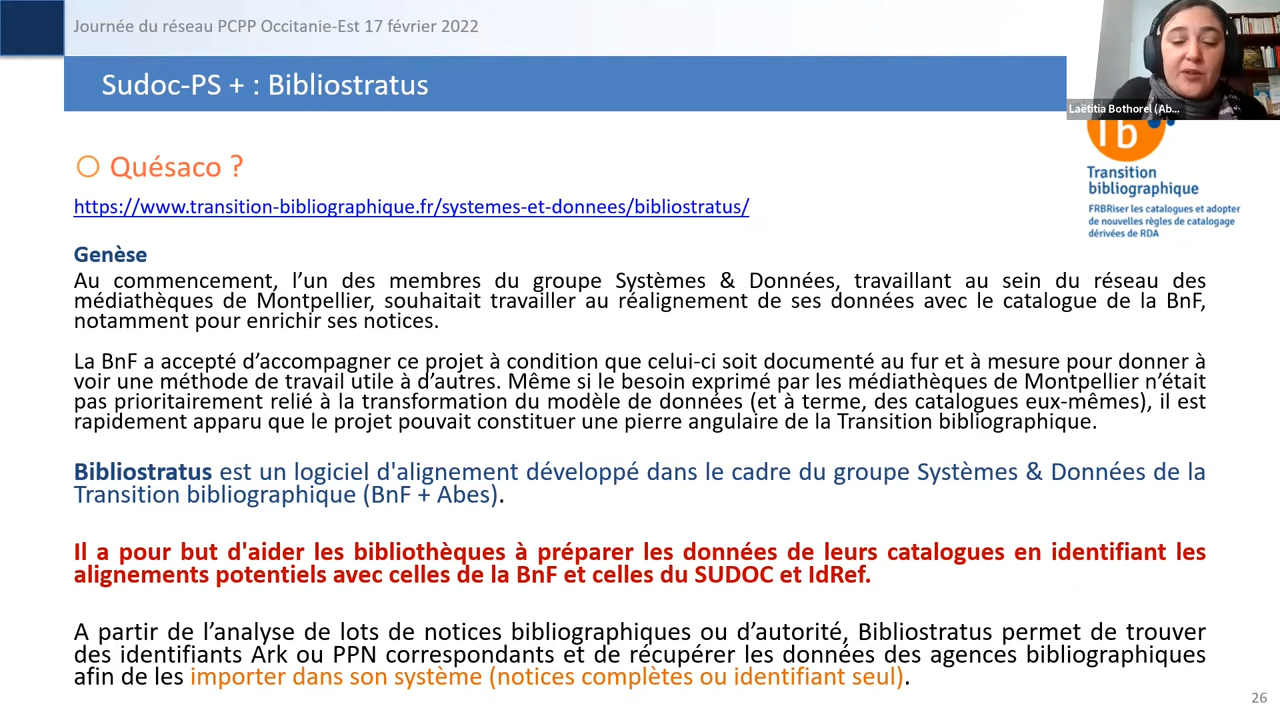 Journée du réseau PCPP Occitanie-Est 17 février 2022
Sudoc-PS + : Bibliostratus
Laëtitia Bothorel (Ab...
Tb
Transition
bibliographique
FRBRiser les catalogues et adopter
de nouvelles règles de catalogage
dérivées de RDA
Quésaco ?
https://www.transition-bibliographique.fr/systemes-et-donnees/bibliostratus/
Genèse
Au commencement, l’un des membres du groupe Systèmes & Données, travaillant au sein du réseau des
médiathèques de Montpellier, souhaitait travailler au réalignement de ses données avec le catalogue de la BnF,
notamment pour enrichir ses notices.
La BnF a accepté d’accompagner ce projet à condition que celui-ci soit documenté au fur et à mesure pour donner à
voir une méthode de travail utile à d’autres. Même si le besoin exprimé par les médiathèques de Montpellier n’était
pas prioritairement relié à la transformation du modèle de données (et à terme, des catalogues eux-mêmes), il est
rapidement apparu que le projet pouvait constituer une pierre angulaire de la Transition bibliographique.
Bibliostratus est un logiciel d'alignement développé dans le cadre du groupe Systèmes & Données de la
Transition bibliographique (BnF + Abes).
Il a pour but d'aider les bibliothèques à préparer les données de leurs catalogues en identifiant les
alignements potentiels avec celles de la BnF et celles du SUDOC et IdRef.
A partir de l’analyse de lots de notices bibliographiques ou d’autorité, Bibliostratus permet de trouver
des identifiants Ark ou PPN correspondants et de récupérer les données des agences bibliographiques
afin de les importer dans son système (notices complètes ou identifiant seul).
26